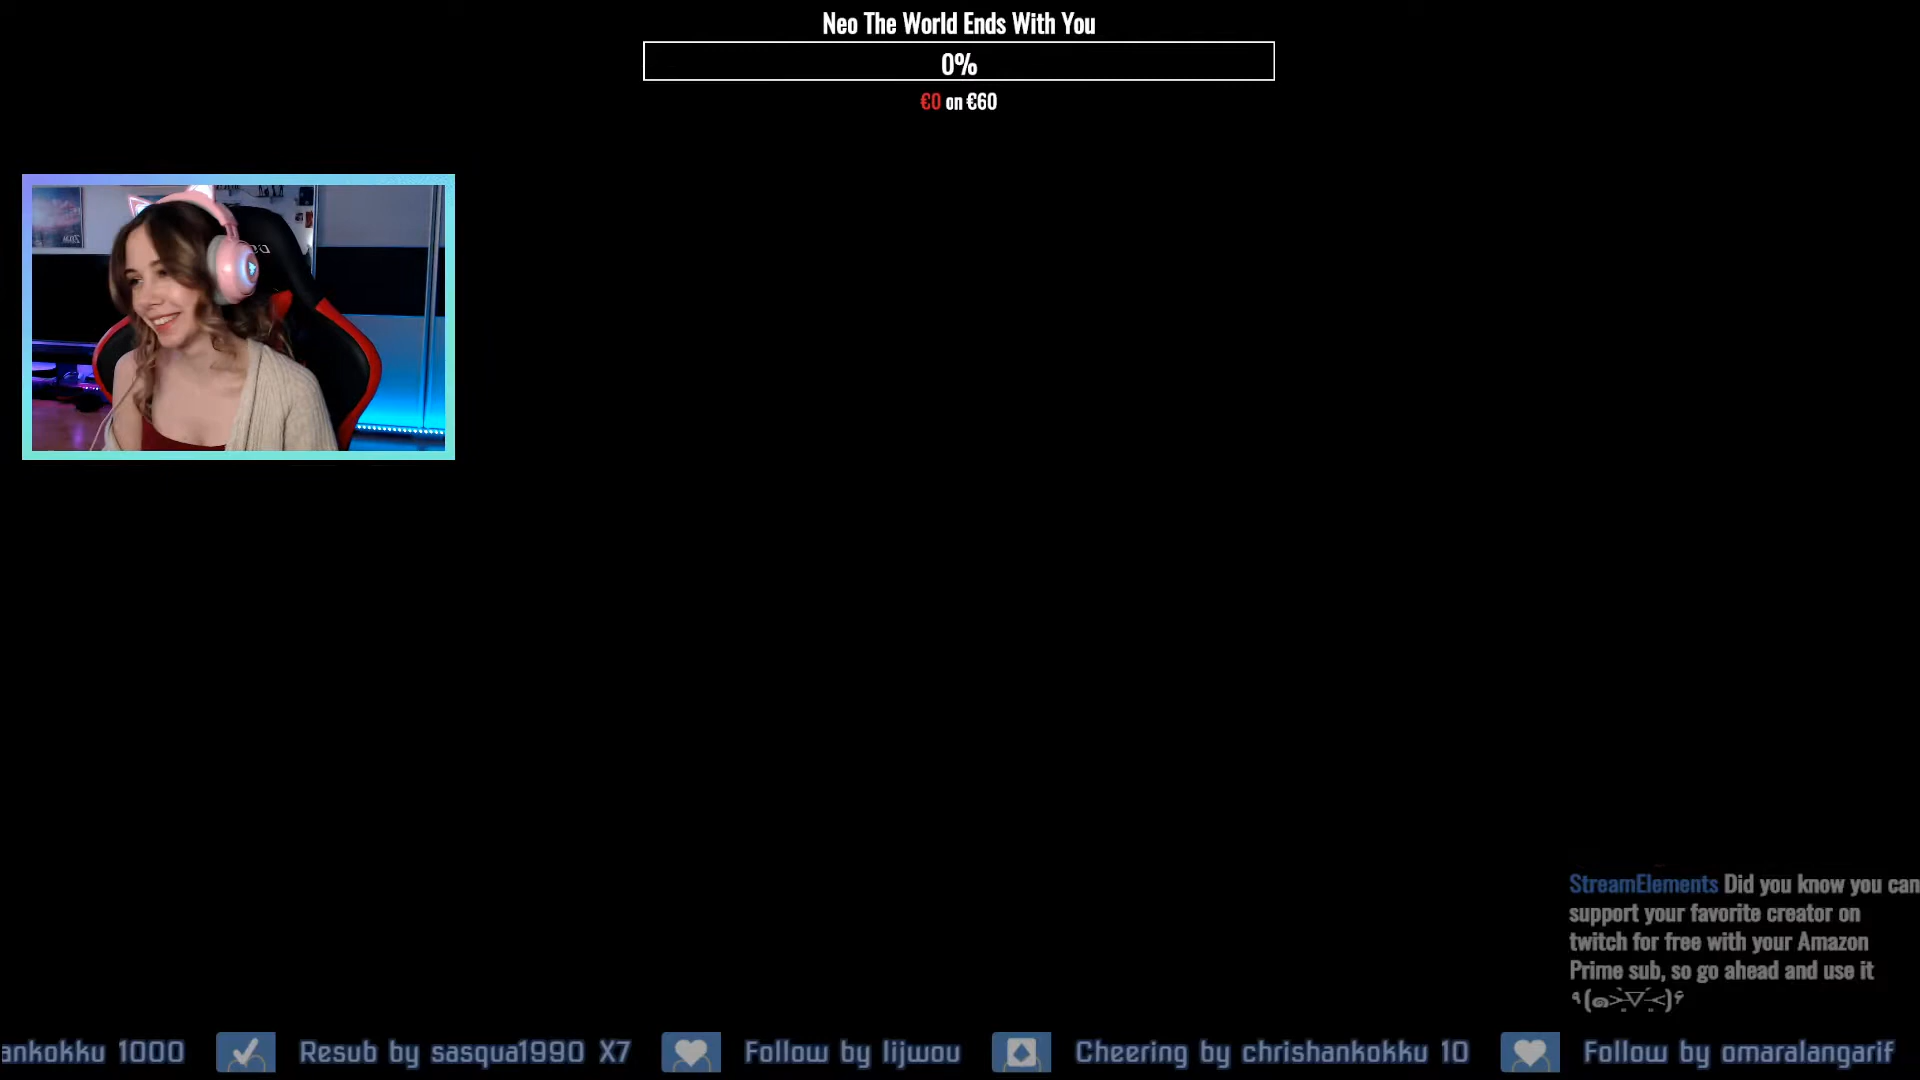 Neo The World Ends With You
0%
€0 on €60
StreamElements Did you know you can
support your favorite creator on
twitch for free with your Amazon
Prime sub, so go ahead and use it
ankokku 1000 Resub by sasqua1990 X7 Follow by lijwou Cheering by chrishankokku 10 Follow by omaralangarif